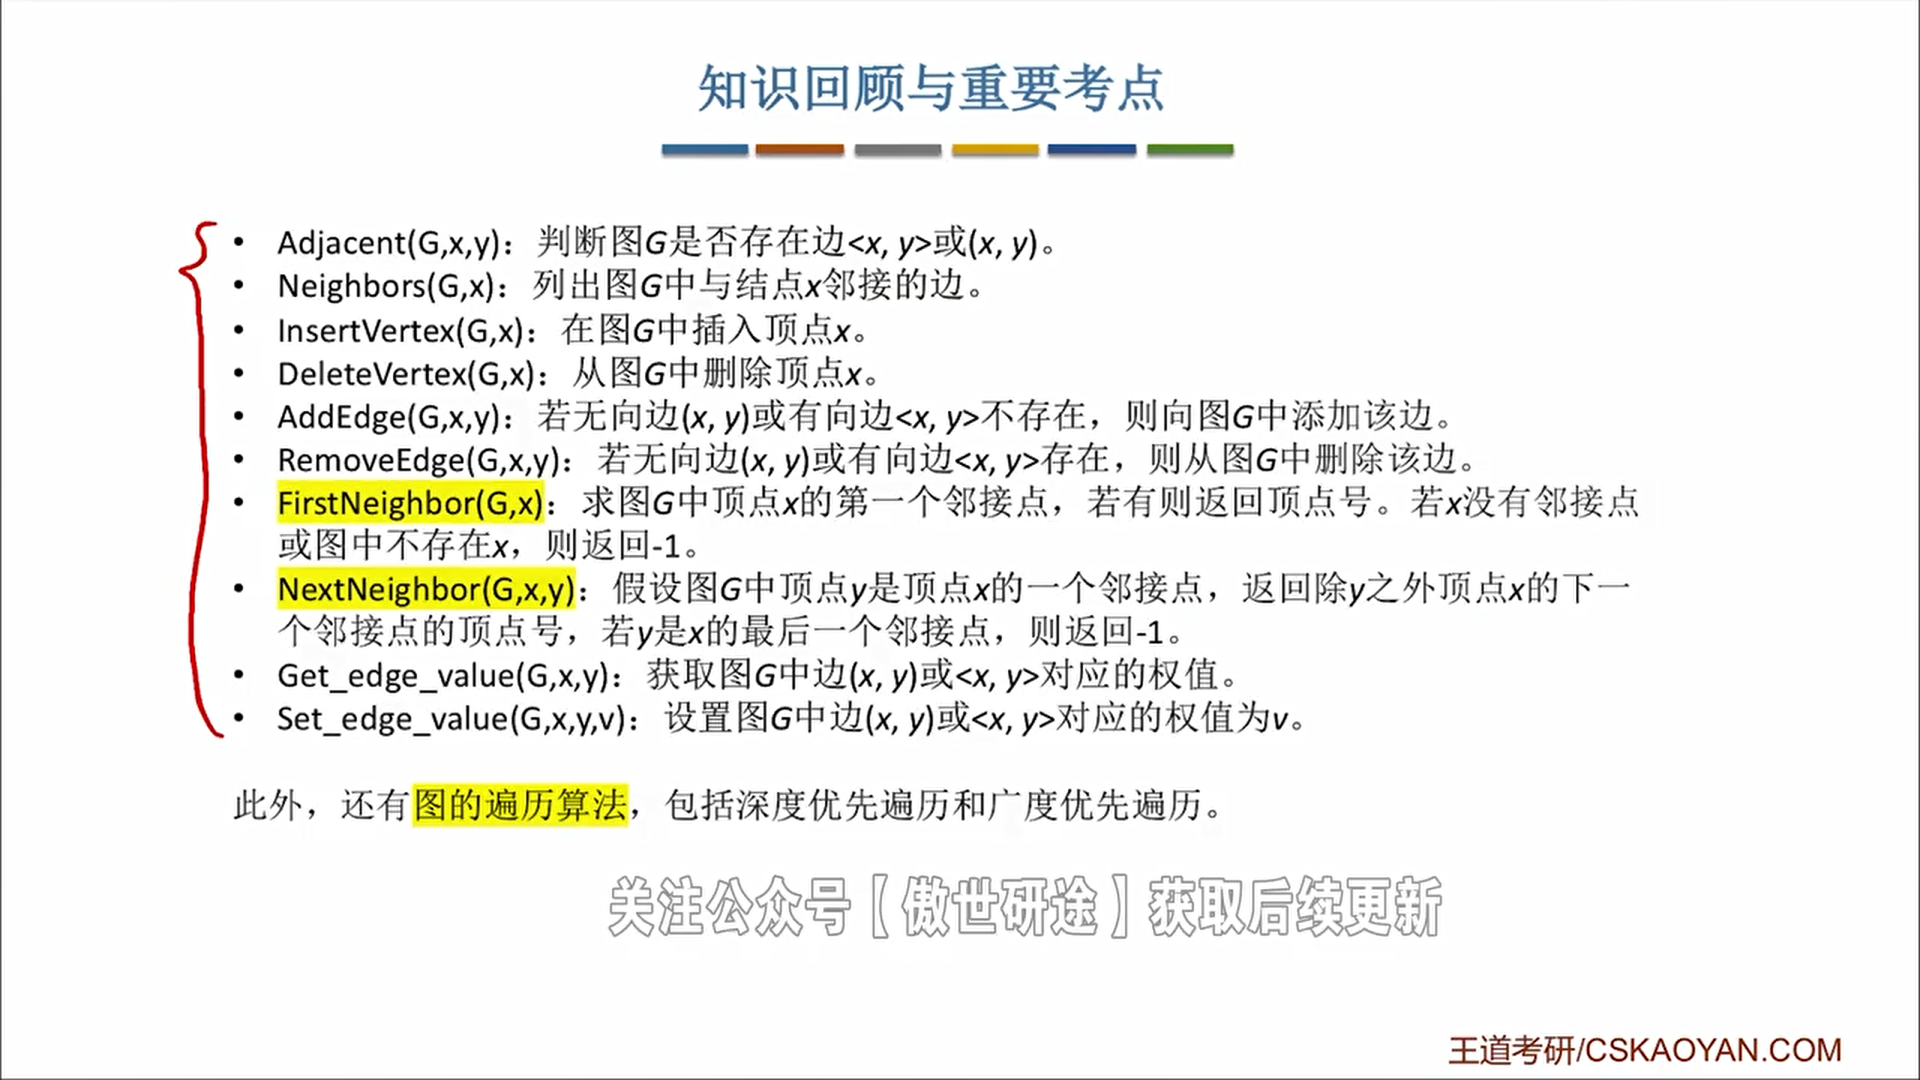 知识回顾与重要考点
• Adjacent(G,x,y)：判断图G是否存在边<x, y>或(x, y)。
• Neighbors(G,x)：列出图G中与结点x邻接的边。
• InsertVertex(G,x)：在图G中插入顶点x。
• DeleteVertex(G,x)：从图G中删除顶点x。
• AddEdge(G,x,y)：若无向边(x, y)或有向边<x, y>不存在，则向图G中添加该边。
• RemoveEdge(G,x,y)：若无向边(x, y)或有向边<x, y>存在，则从图G中删除该边。
• FirstNeighbor(G,x)：求图G中顶点x的第一个邻接点，若有则返回顶点号。若x没有邻接点
或图中不存在x，则返回-1。
• NextNeighbor(G,x,y)：假设图G中顶点y是顶点x的一个邻接点，返回除y之外顶点x的下一
个邻接点的顶点号，若y是x的最后一个邻接点，则返回-1。
• Get_edge_value(G,x,y)：获取图G中边(x, y)或<x, y>对应的权值。
• Set_edge_value(G,x,y,v)：设置图G中边(x, y)或<x, y>对应的权值为v。
此外，还有图的遍历算法，包括深度优先遍历和广度优先遍历。
关注公众号【傲世研途】获取后续更新
王道考研/CSKAOYAN.COM